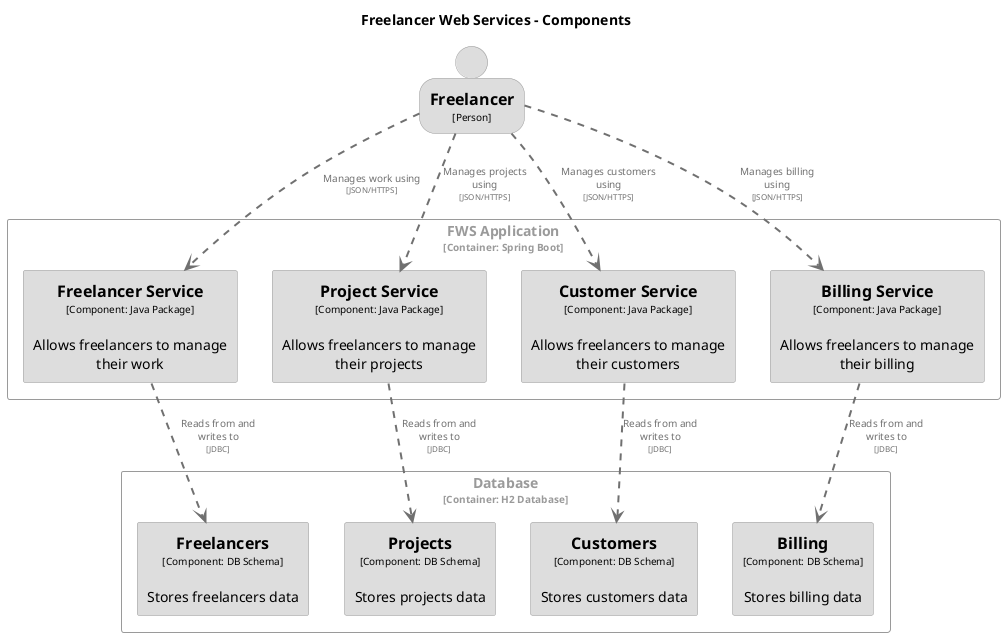 Freelancer Web Services - Components
Freelancer
[Person]
Manages work using
[JSON/HTTPS]
Manages projects
using
[JSON/HTTPS]
Manages customers
using
[JSON/HTTPS]
Manages billing
using
[JSON/HTTPS]
FWS Application
[Container: Spring Boot]
Freelancer Service
[Component: Java Package]
Allows freelancers to manage
their work
Project Service
[Component: Java Package]
Allows freelancers to manage
their projects
Customer Service
[Component: Java Package]
Allows freelancers to manage
their customers
Billing Service
[Component: Java Package]
Allows freelancers to manage
their billing
Reads from and
writes to
[JDBC]
Reads from and
writes to
[JDBC]
Reads from and
writes to
[JDBC]
Reads from and
writes to
[JDBC]
Database
[Container: H2 Database]
Freelancers
[Component: DB Schema]
Stores freelancers data
Projects
[Component: DB Schema]
Stores projects data
Customers
[Component: DB Schema]
Stores customers data
Billing
[Component: DB Schema]
Stores billing data